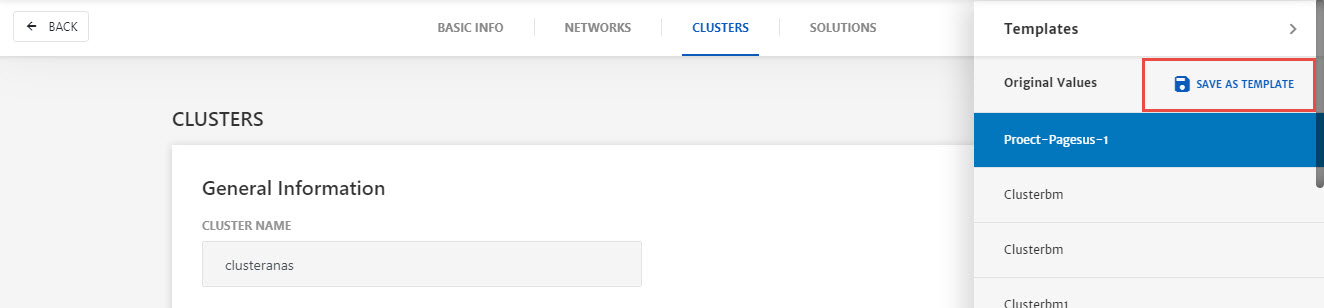 BACK
BASIC INFO
NETWORKS
CLUSTERS
SOLUTIONS
Templates
Original Values
SAVE AS TEMPLATE
Proect-Pagesus-1
Clusterbm
Clusterbm
Clusterbm1
CLUSTERS
General Information
CLUSTER NAME
clusteranas